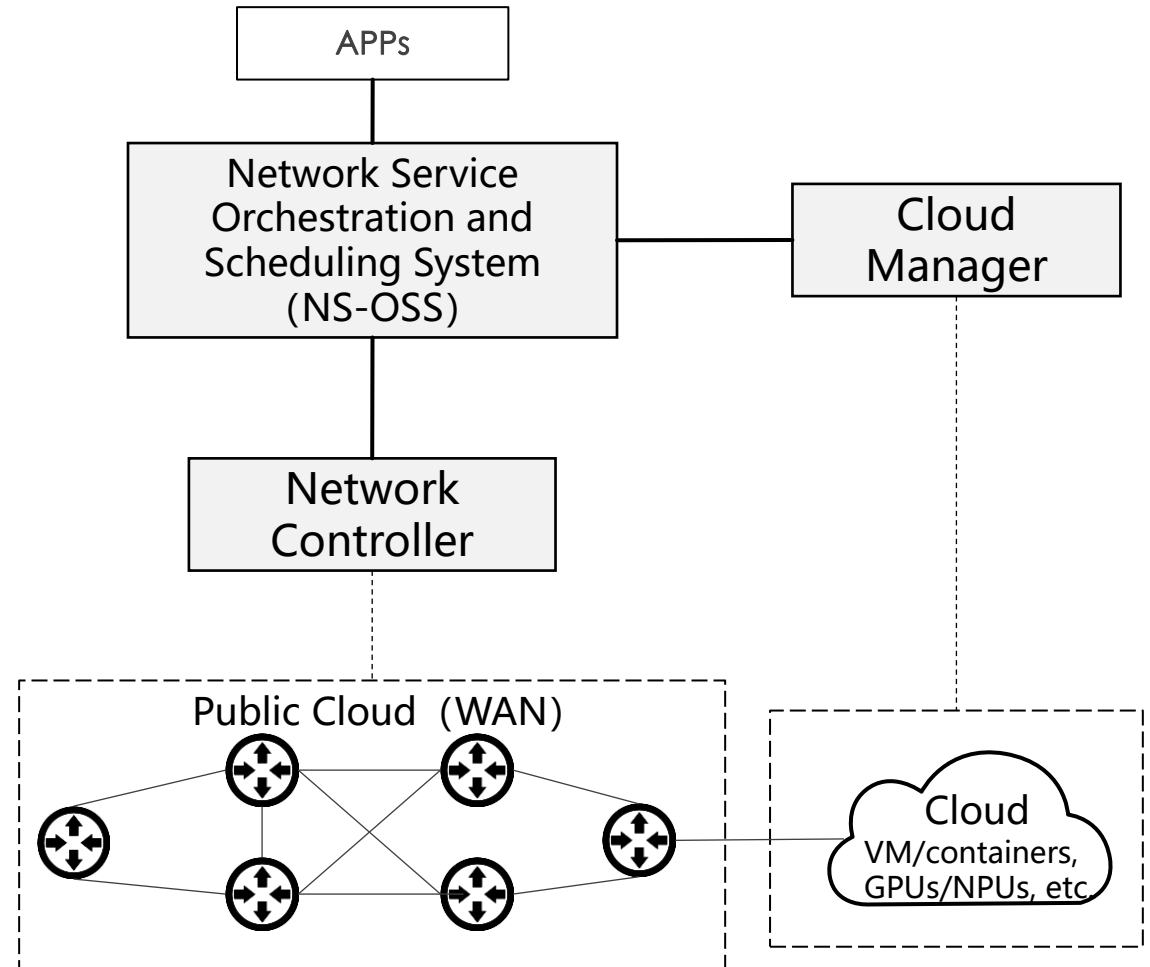 APPs
Network Service
Orchestration and
Scheduling System
(NS-OSS)
Cloud
Manager
Network
Controller
Public Cloud (WAN)
Cloud
VM/containers,
GPUs/NPUs, etc.